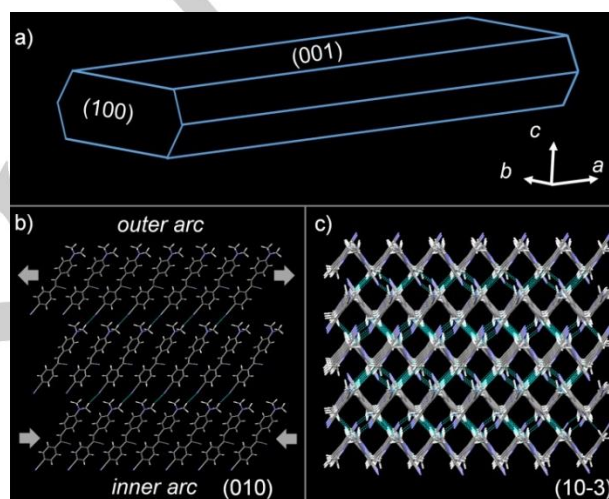 a)
(001)
(100)
c
b
a
b)
outer arc
inner arc
(010)
c)
(10-3)